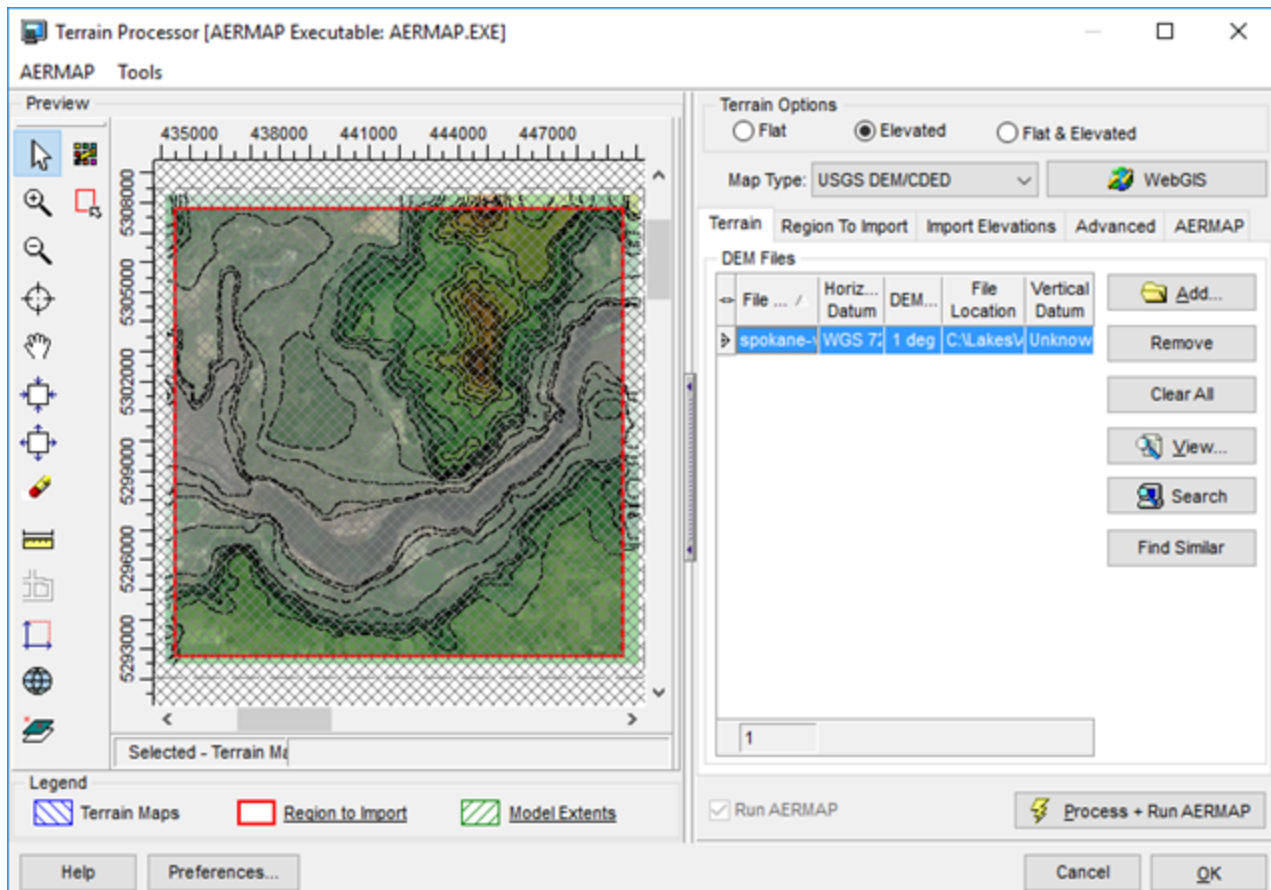 Terrain Processor [AERMAP Executable: AERMAP.EXE]
AERMAP Tools
Preview
435000 438000 441000 444000 447000
5308000
5305000
5302000
5299000
5296000
5293000
Selected - Terrain Ma
Legend
Terrain Maps Region to Import Model Extents
Terrain Options
Flat Elevated Flat & Elevated
Map Type: USGS DEM/CDED WebGIS
Terrain Region To Import Import Elevations Advanced AERMAP
DEM Files
File ... Horiz... Datum DEM... File Location Vertical Datum
spokane- WGS 72 1 deg C:\Lakes\ Unknow
1
Add...
Remove
Clear All
View...
Search
Find Similar
Run AERMAP Process + Run AERMAP
Help Preferences... Cancel OK